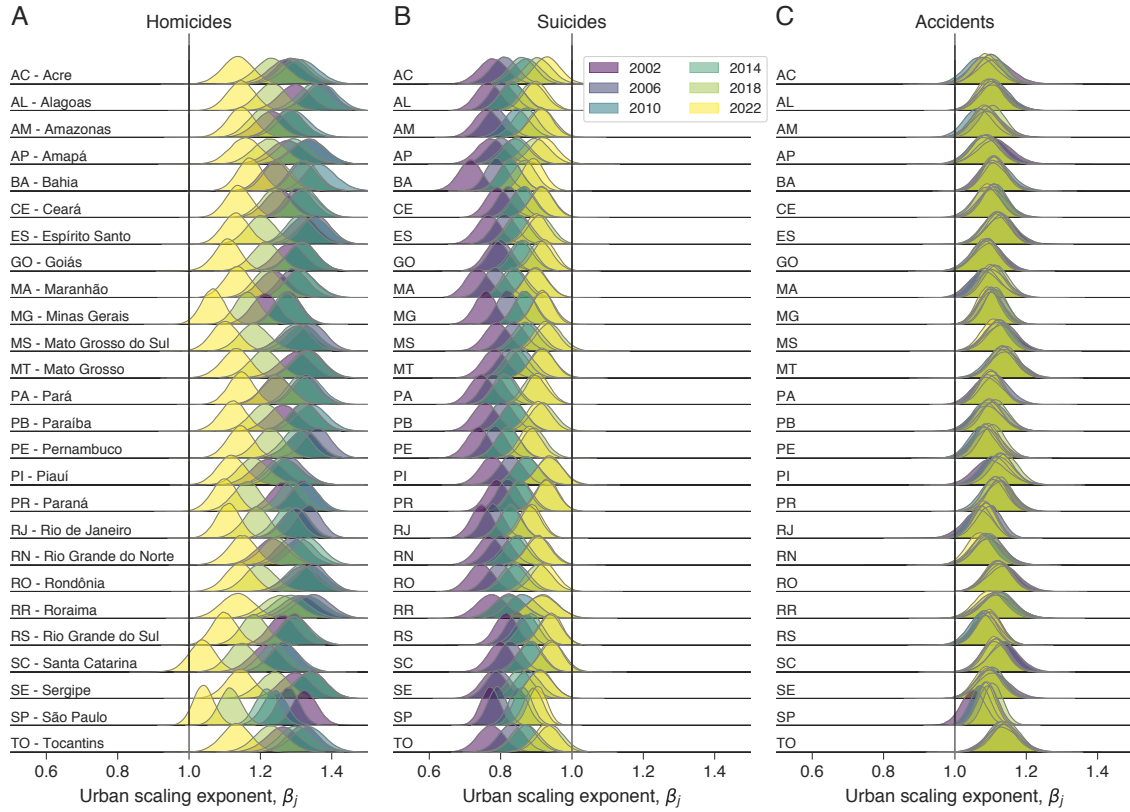 A
Homicides
AC - Acre
AL - Alagoas
AM - Amazonas
AP - Amapá
BA - Bahia
CE - Ceará
ES - Espírito Santo
GO - Goiás
MA - Maranhão
MG - Minas Gerais
MS - Mato Grosso do Sul
MT - Mato Grosso
PA - Pará
PB - Paraíba
PE - Pernambuco
PI - Piauí
PR - Paraná
RJ - Rio de Janeiro
RN - Rio Grande do Norte
RO - Rondônia
RR - Roraima
RS - Rio Grande do Sul
SC - Santa Catarina
SE - Sergipe
SP - São Paulo
TO - Tocantins
0.6 0.8 1.0 1.2 1.4
Urban scaling exponent, βj
B
Suicides
2002 2014
2006 2018
2010 2022
AC
AL
AM
AP
BA
CE
ES
GO
MA
MG
MS
MT
PA
PB
PE
PI
PR
RJ
RN
RO
RR
RS
SC
SE
SP
TO
0.6 0.8 1.0 1.2 1.4
Urban scaling exponent, βj
C
Accidents
AC
AL
AM
AP
BA
CE
ES
GO
MA
MG
MS
MT
PA
PB
PE
PI
PR
RJ
RN
RO
RR
RS
SC
SE
SP
TO
0.6 0.8 1.0 1.2 1.4
Urban scaling exponent, βj